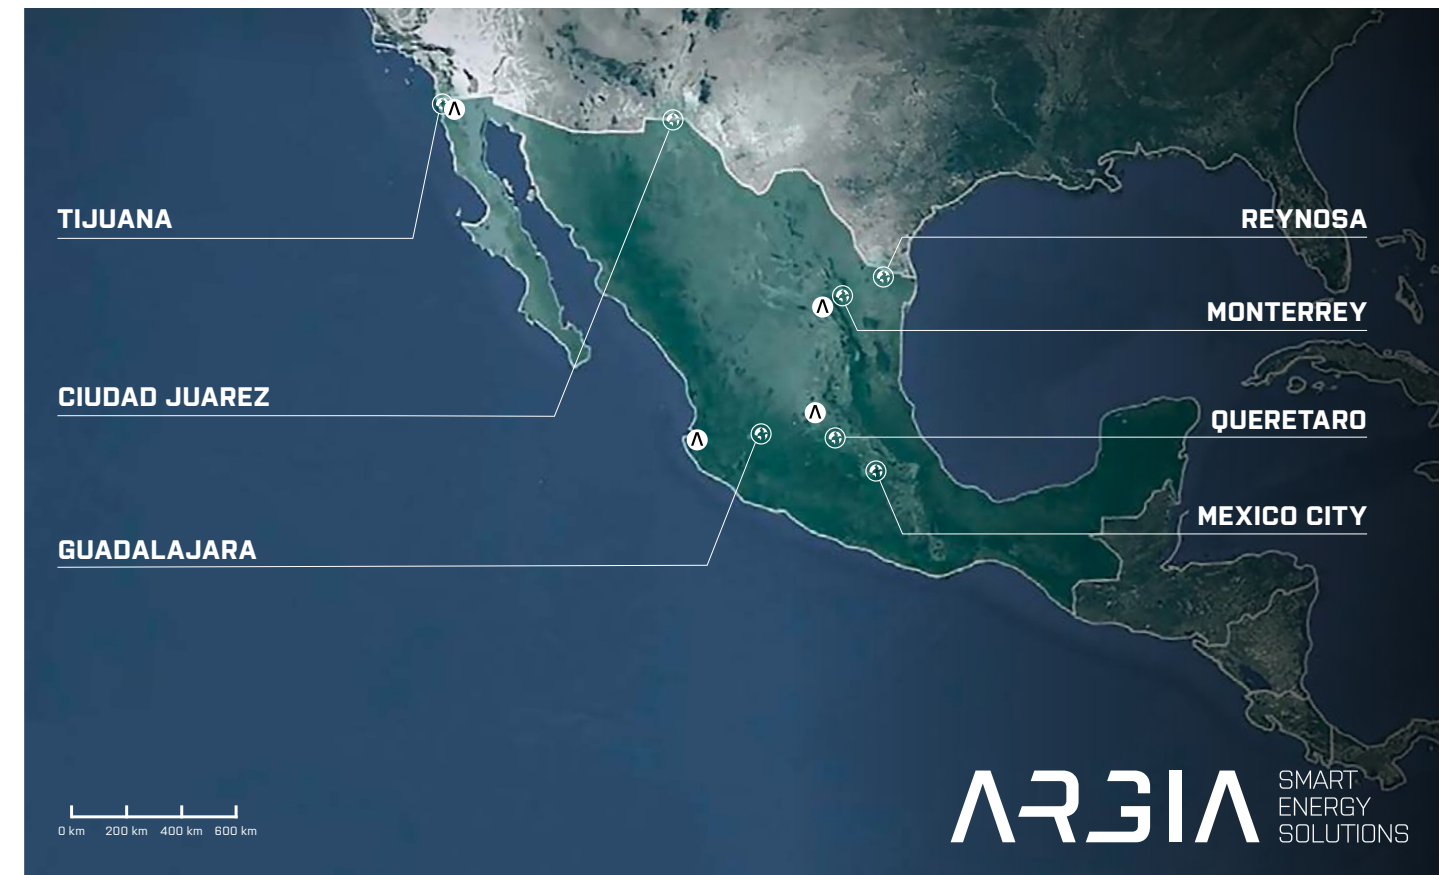 TIJUANA
REYNOSA
MONTERREY
CIUDAD JUAREZ
QUERETARO
MEXICO CITY
GUADALAJARA
ARGIA
SMART
ENERGY
SOLUTIONS
0 km 200 km 400 km 600 km